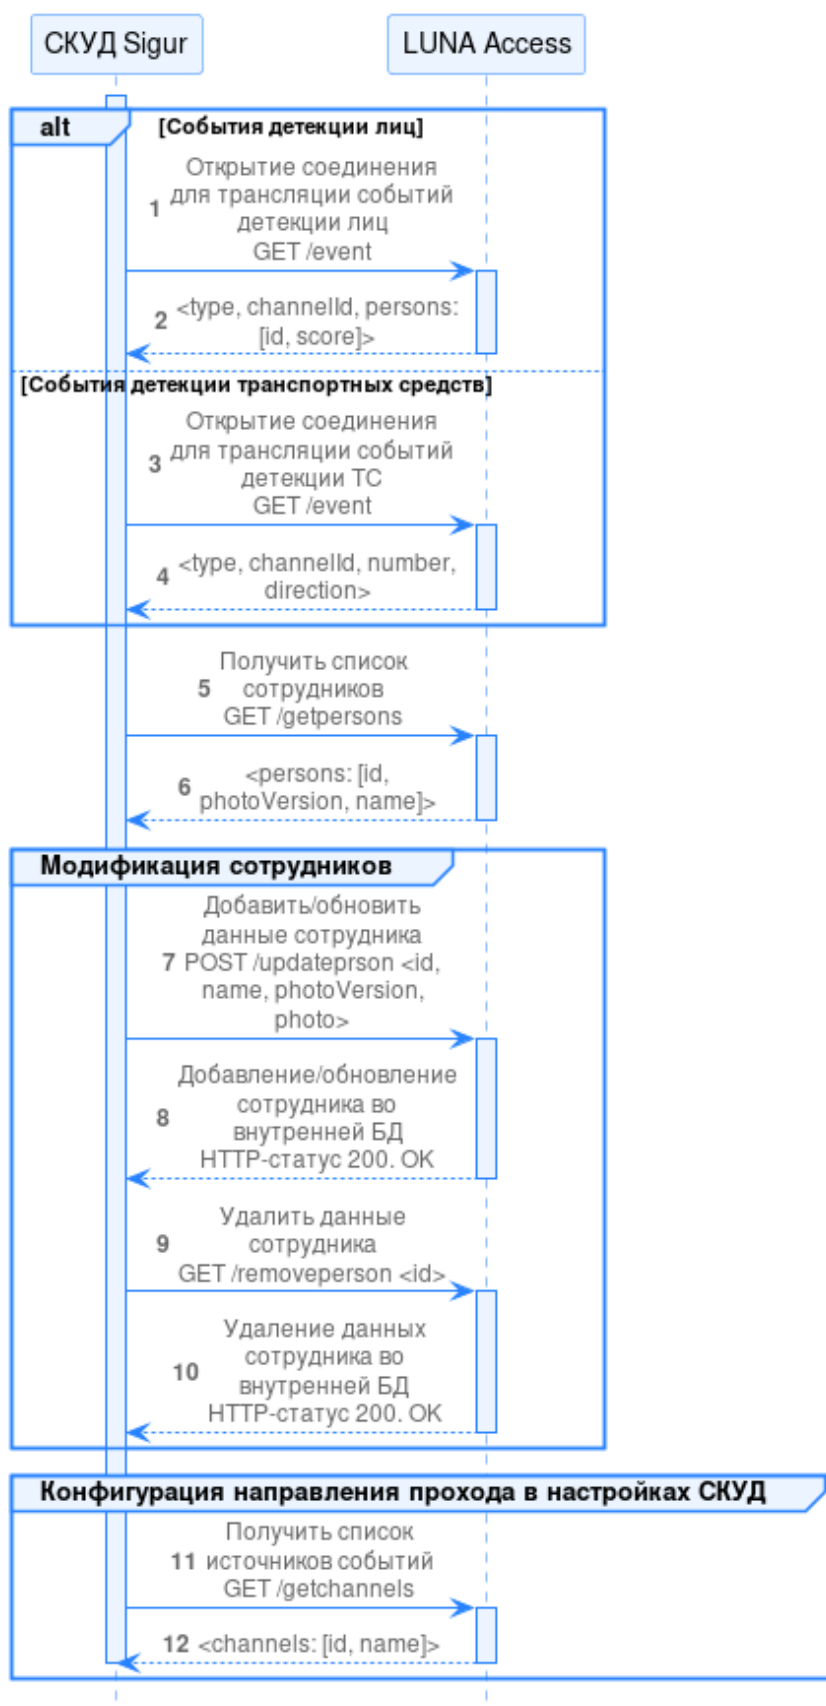 СКУД Sigur
LUNA Access
alt
[События детекции лиц]
Открытие соединения
1 для трансляции событий
детекции лиц
GET /event
2 <type, channelId, persons:
[id, score]>
[События детекции транспортных средств]
Открытие соединения
3 для трансляции событий
детекции ТС
GET /event
4 <type, channelId, number,
direction>
Получить список
5 сотрудников
GET /getpersons
6 <persons: [id,
photoVersion, name]>
Модификация сотрудников
Добавить/обновить
данные сотрудника
7 POST /updateprson <id,
name, photoVersion,
photo>
Добавление/обновление
8 сотрудника во
внутренней БД
HTTP-статус 200. OK
Удалить данные
9 сотрудника
GET /removeperson <id>
Удаление данных
10 сотрудника во
внутренней БД
HTTP-статус 200. OK
Конфигурация направления прохода в настройках СКУД
Получить список
11 источников событий
GET /getchannels
12 <channels: [id, name]>